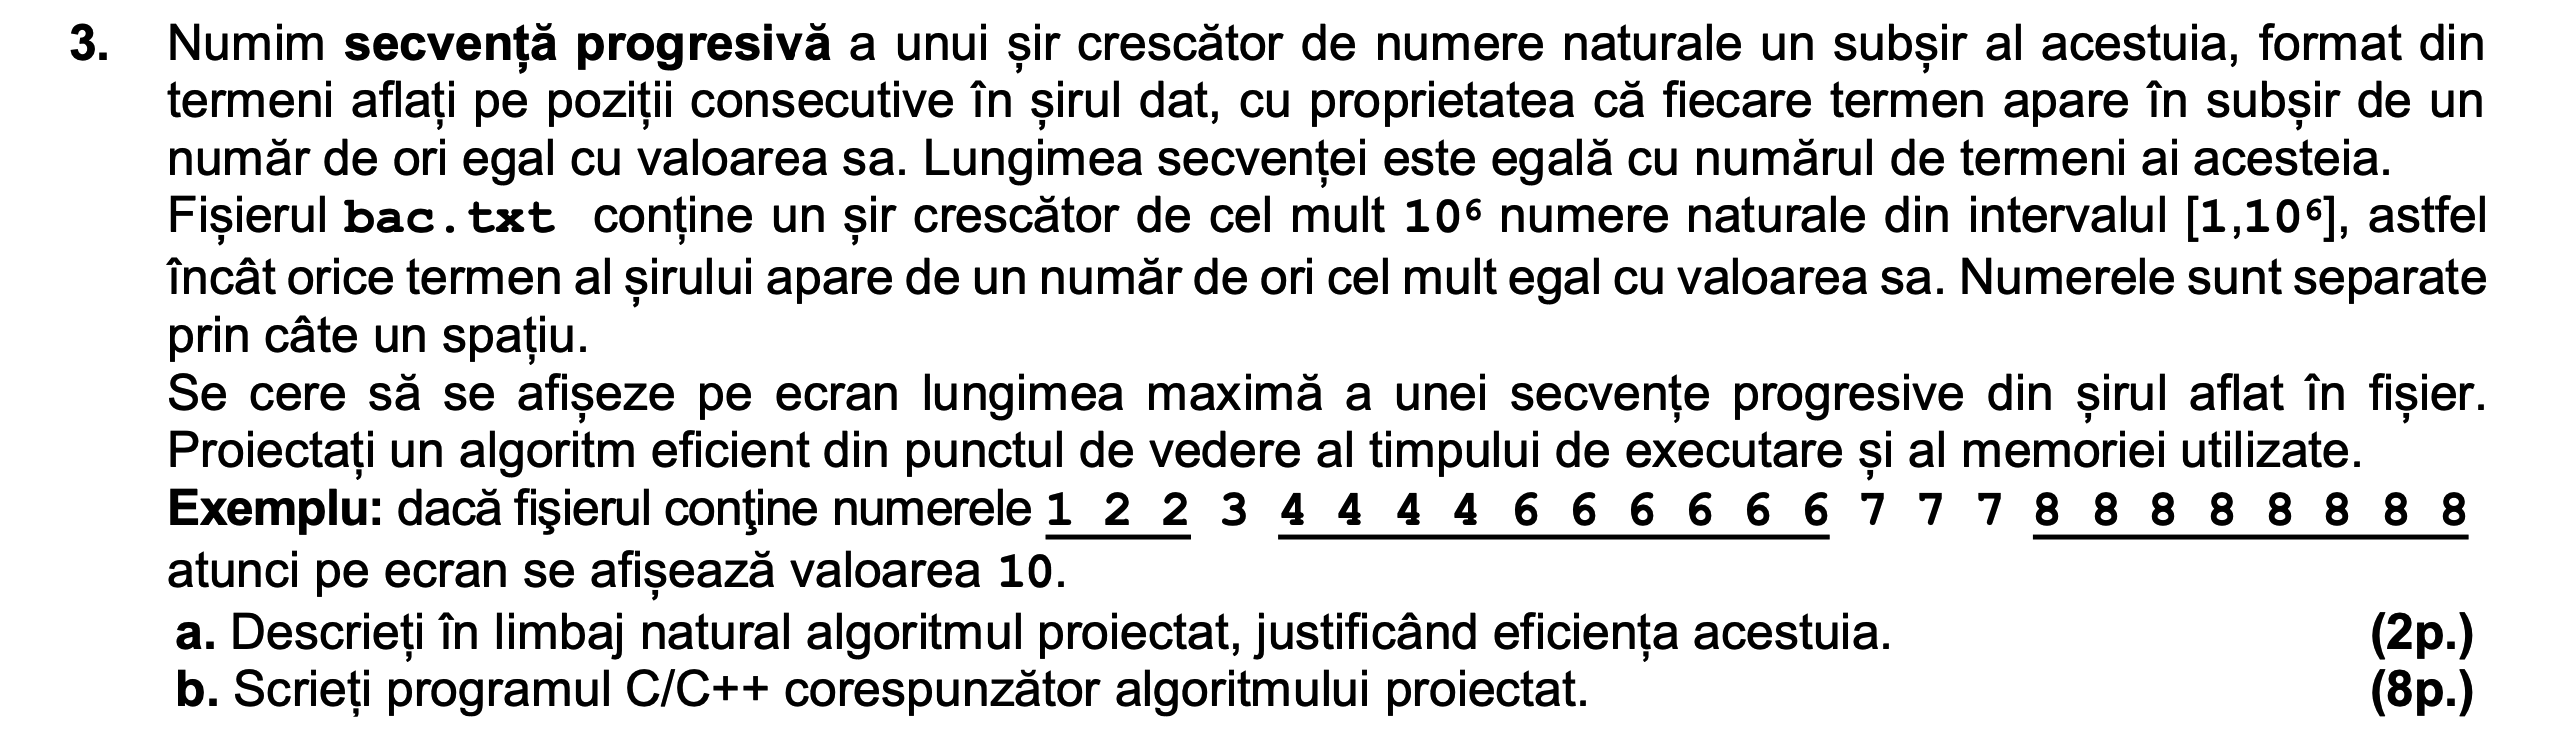 3. Numim secvență progresivă a unui șir crescător de numere naturale un subșir al acestuia, format din
termeni aflați pe poziții consecutive în șirul dat, cu proprietatea că fiecare termen apare în subșir de un
număr de ori egal cu valoarea sa. Lungimea secvenței este egală cu numărul de termeni ai acesteia.
Fișierul bac.txt conține un șir crescător de cel mult 10⁶ numere naturale din intervalul [1,10⁶], astfel
încât orice termen al șirului apare de un număr de ori cel mult egal cu valoarea sa. Numerele sunt separate
prin câte un spațiu.
Se cere să se afișeze pe ecran lungimea maximă a unei secvențe progresive din șirul aflat în fișier.
Proiectați un algoritm eficient din punctul de vedere al timpului de executare și al memoriei utilizate.
Exemplu: dacă fişierul conţine numerele 1 2 2 3 4 4 4 4 6 6 6 6 6 6 7 7 7 8 8 8 8 8 8 8 8
atunci pe ecran se afișează valoarea 10.
a. Descrieți în limbaj natural algoritmul proiectat, justificând eficiența acestuia. (2p.)
b. Scrieți programul C/C++ corespunzător algoritmului proiectat. (8p.)